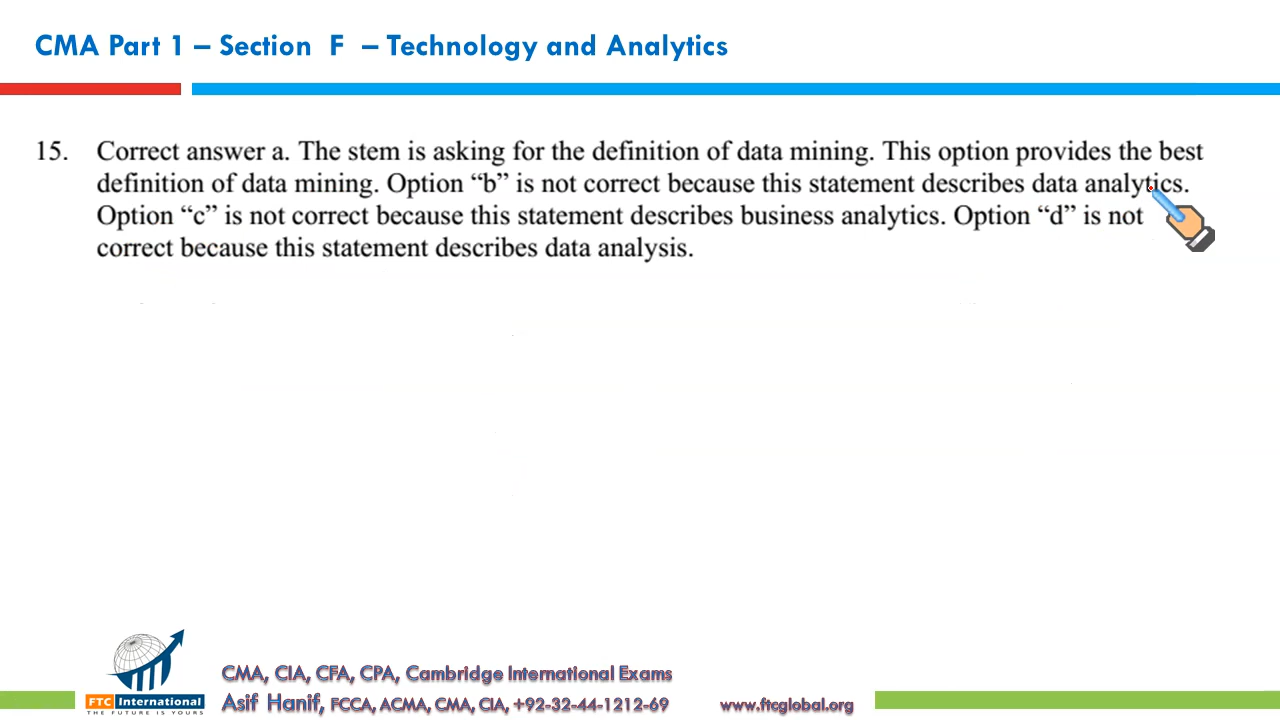 CMA Part 1 – Section F – Technology and Analytics
15. Correct answer a. The stem is asking for the definition of data mining. This option provides the best
definition of data mining. Option “b” is not correct because this statement describes data analytics.
Option “c” is not correct because this statement describes business analytics. Option “d” is not
correct because this statement describes data analysis.
FTC International
THE FUTURE IS YOURS
CMA, CIA, CFA, CPA, Cambridge International Exams
Asif Hanif, FCCA, ACMA, CMA, CIA, +92-32-44-1212-69 www.ftcglobal.org